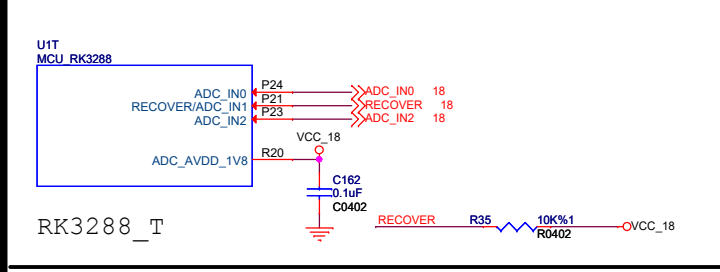 U1T
MCU_RK3288
ADC_IN0 P24 ADC_IN0 18
RECOVER/ADC_IN1 P21 RECOVER 18
ADC_IN2 P23 ADC_IN2 18
VCC_18
ADC_AVDD_1V8 R20
C162
0.1uF
C0402
RK3288_T
RECOVER R35 10K%1 VCC_18
R0402